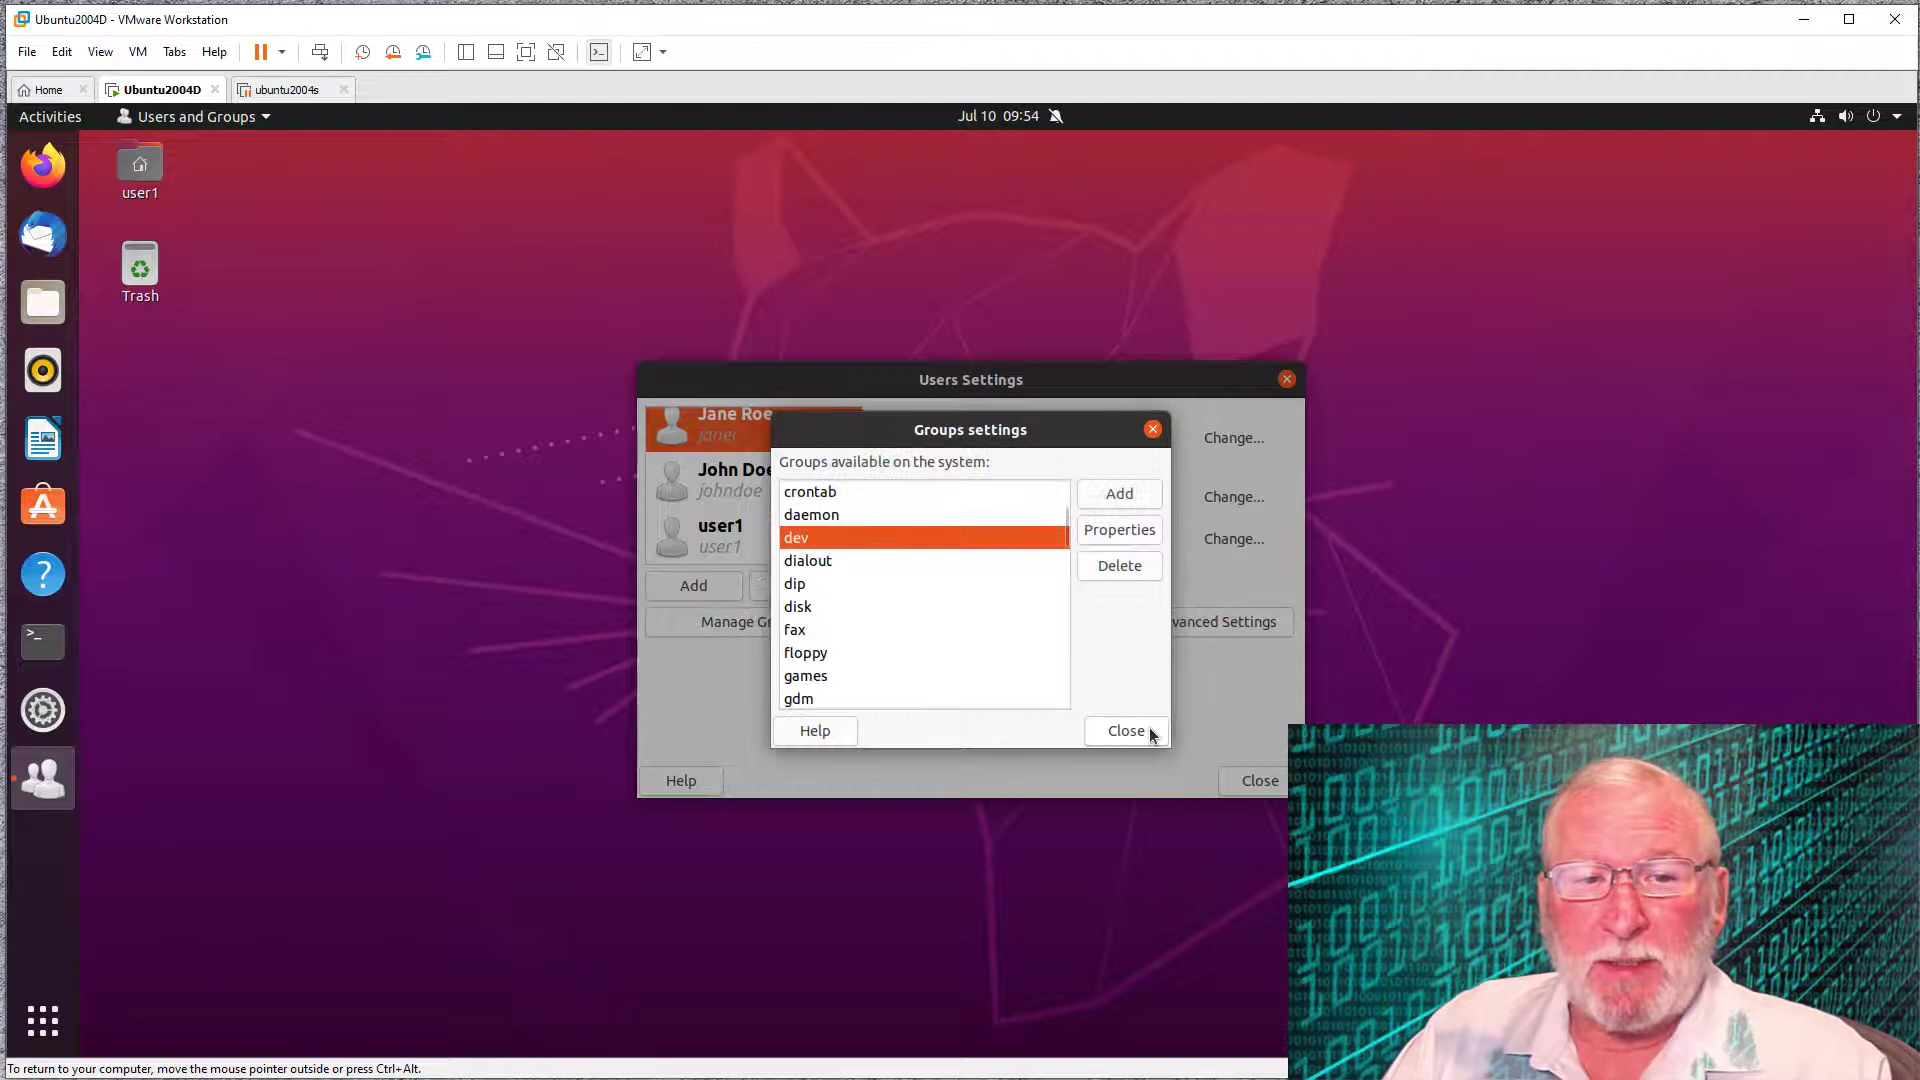 Ubuntu2004D - VMware Workstation
File Edit View VM Tabs Help
Home Ubuntu2004D ubuntu2004s
Activities Users and Groups Jul 10 09:54
user1
Trash
Users Settings
Jane Roe
Groups settings
Groups available on the system:
Change...
John Doe
johndoe
Change...
user1
user1
Change...
crontab
daemon
dev
dialout
dip
disk
fax
floppy
games
gdm
Add
Properties
Delete
Add
Manage Gr
vanced Settings
Help Close
Help Close
To return to your computer, move the mouse pointer outside or press Ctrl+Alt.